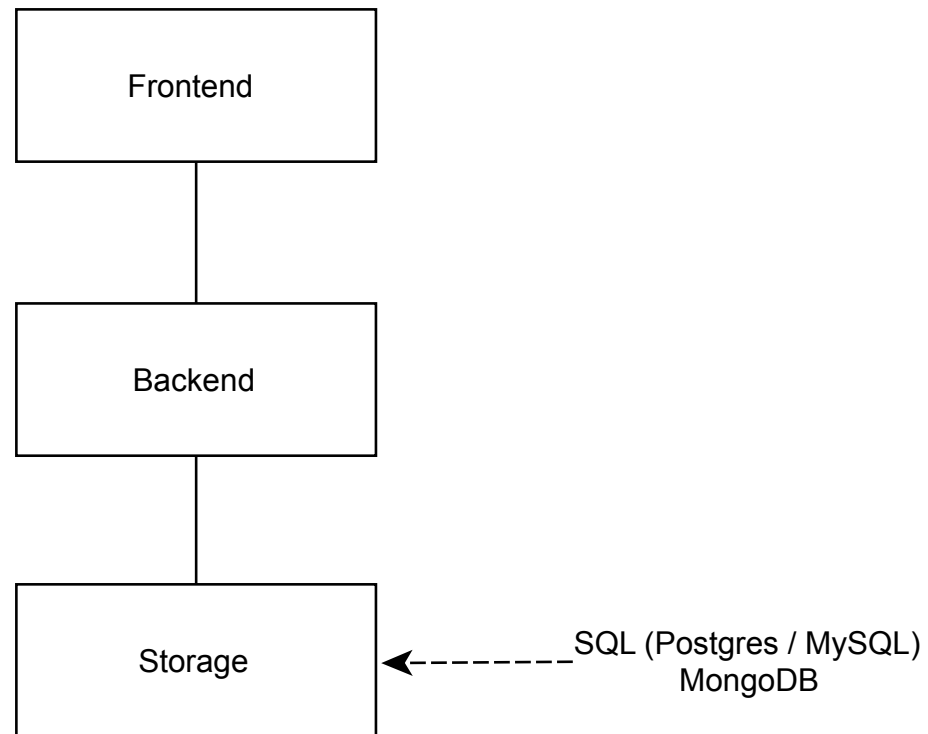 Frontend
Backend
Storage
SQL (Postgres / MySQL)
MongoDB